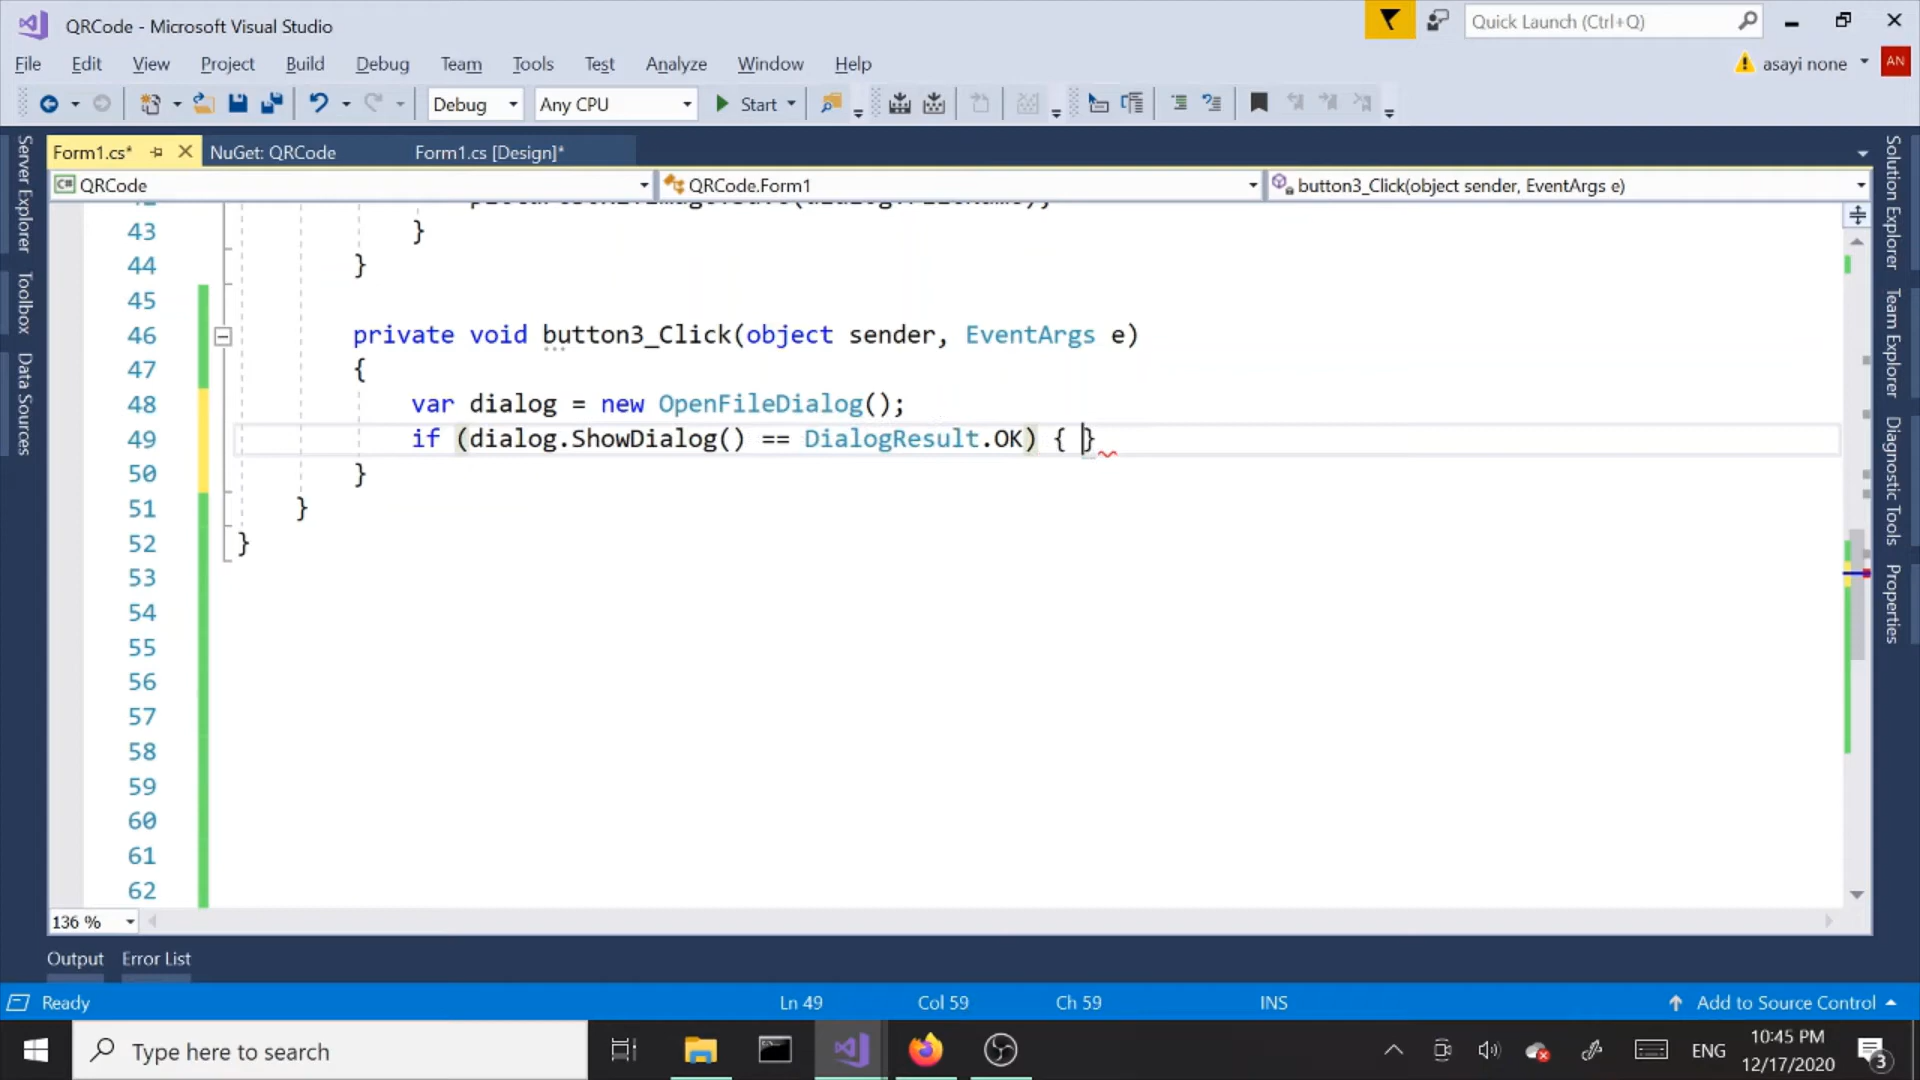 QRCode - Microsoft Visual Studio
Quick Launch (Ctrl+Q)
File Edit View Project Build Debug Team Tools Test Analyze Window Help
asayi none AN
Debug Any CPU Start
Form1.cs* NuGet: QRCode Form1.cs [Design]*
QRCode QRCode.Form1 button3_Click(object sender, EventArgs e)
Server Explorer
Toolbox
Data Sources
43 }
44 }
45
46 private void button3_Click(object sender, EventArgs e)
47 {
48 var dialog = new OpenFileDialog();
49 if (dialog.ShowDialog() == DialogResult.OK) { }
50 }
51 }
52 }
53
54
55
56
57
58
59
60
61
62
Solution Explorer
Team Explorer
Diagnostic Tools
Properties
136 %
Output Error List
Ready Ln 49 Col 59 Ch 59 INS Add to Source Control
Type here to search
ENG
10:45 PM
12/17/2020
3